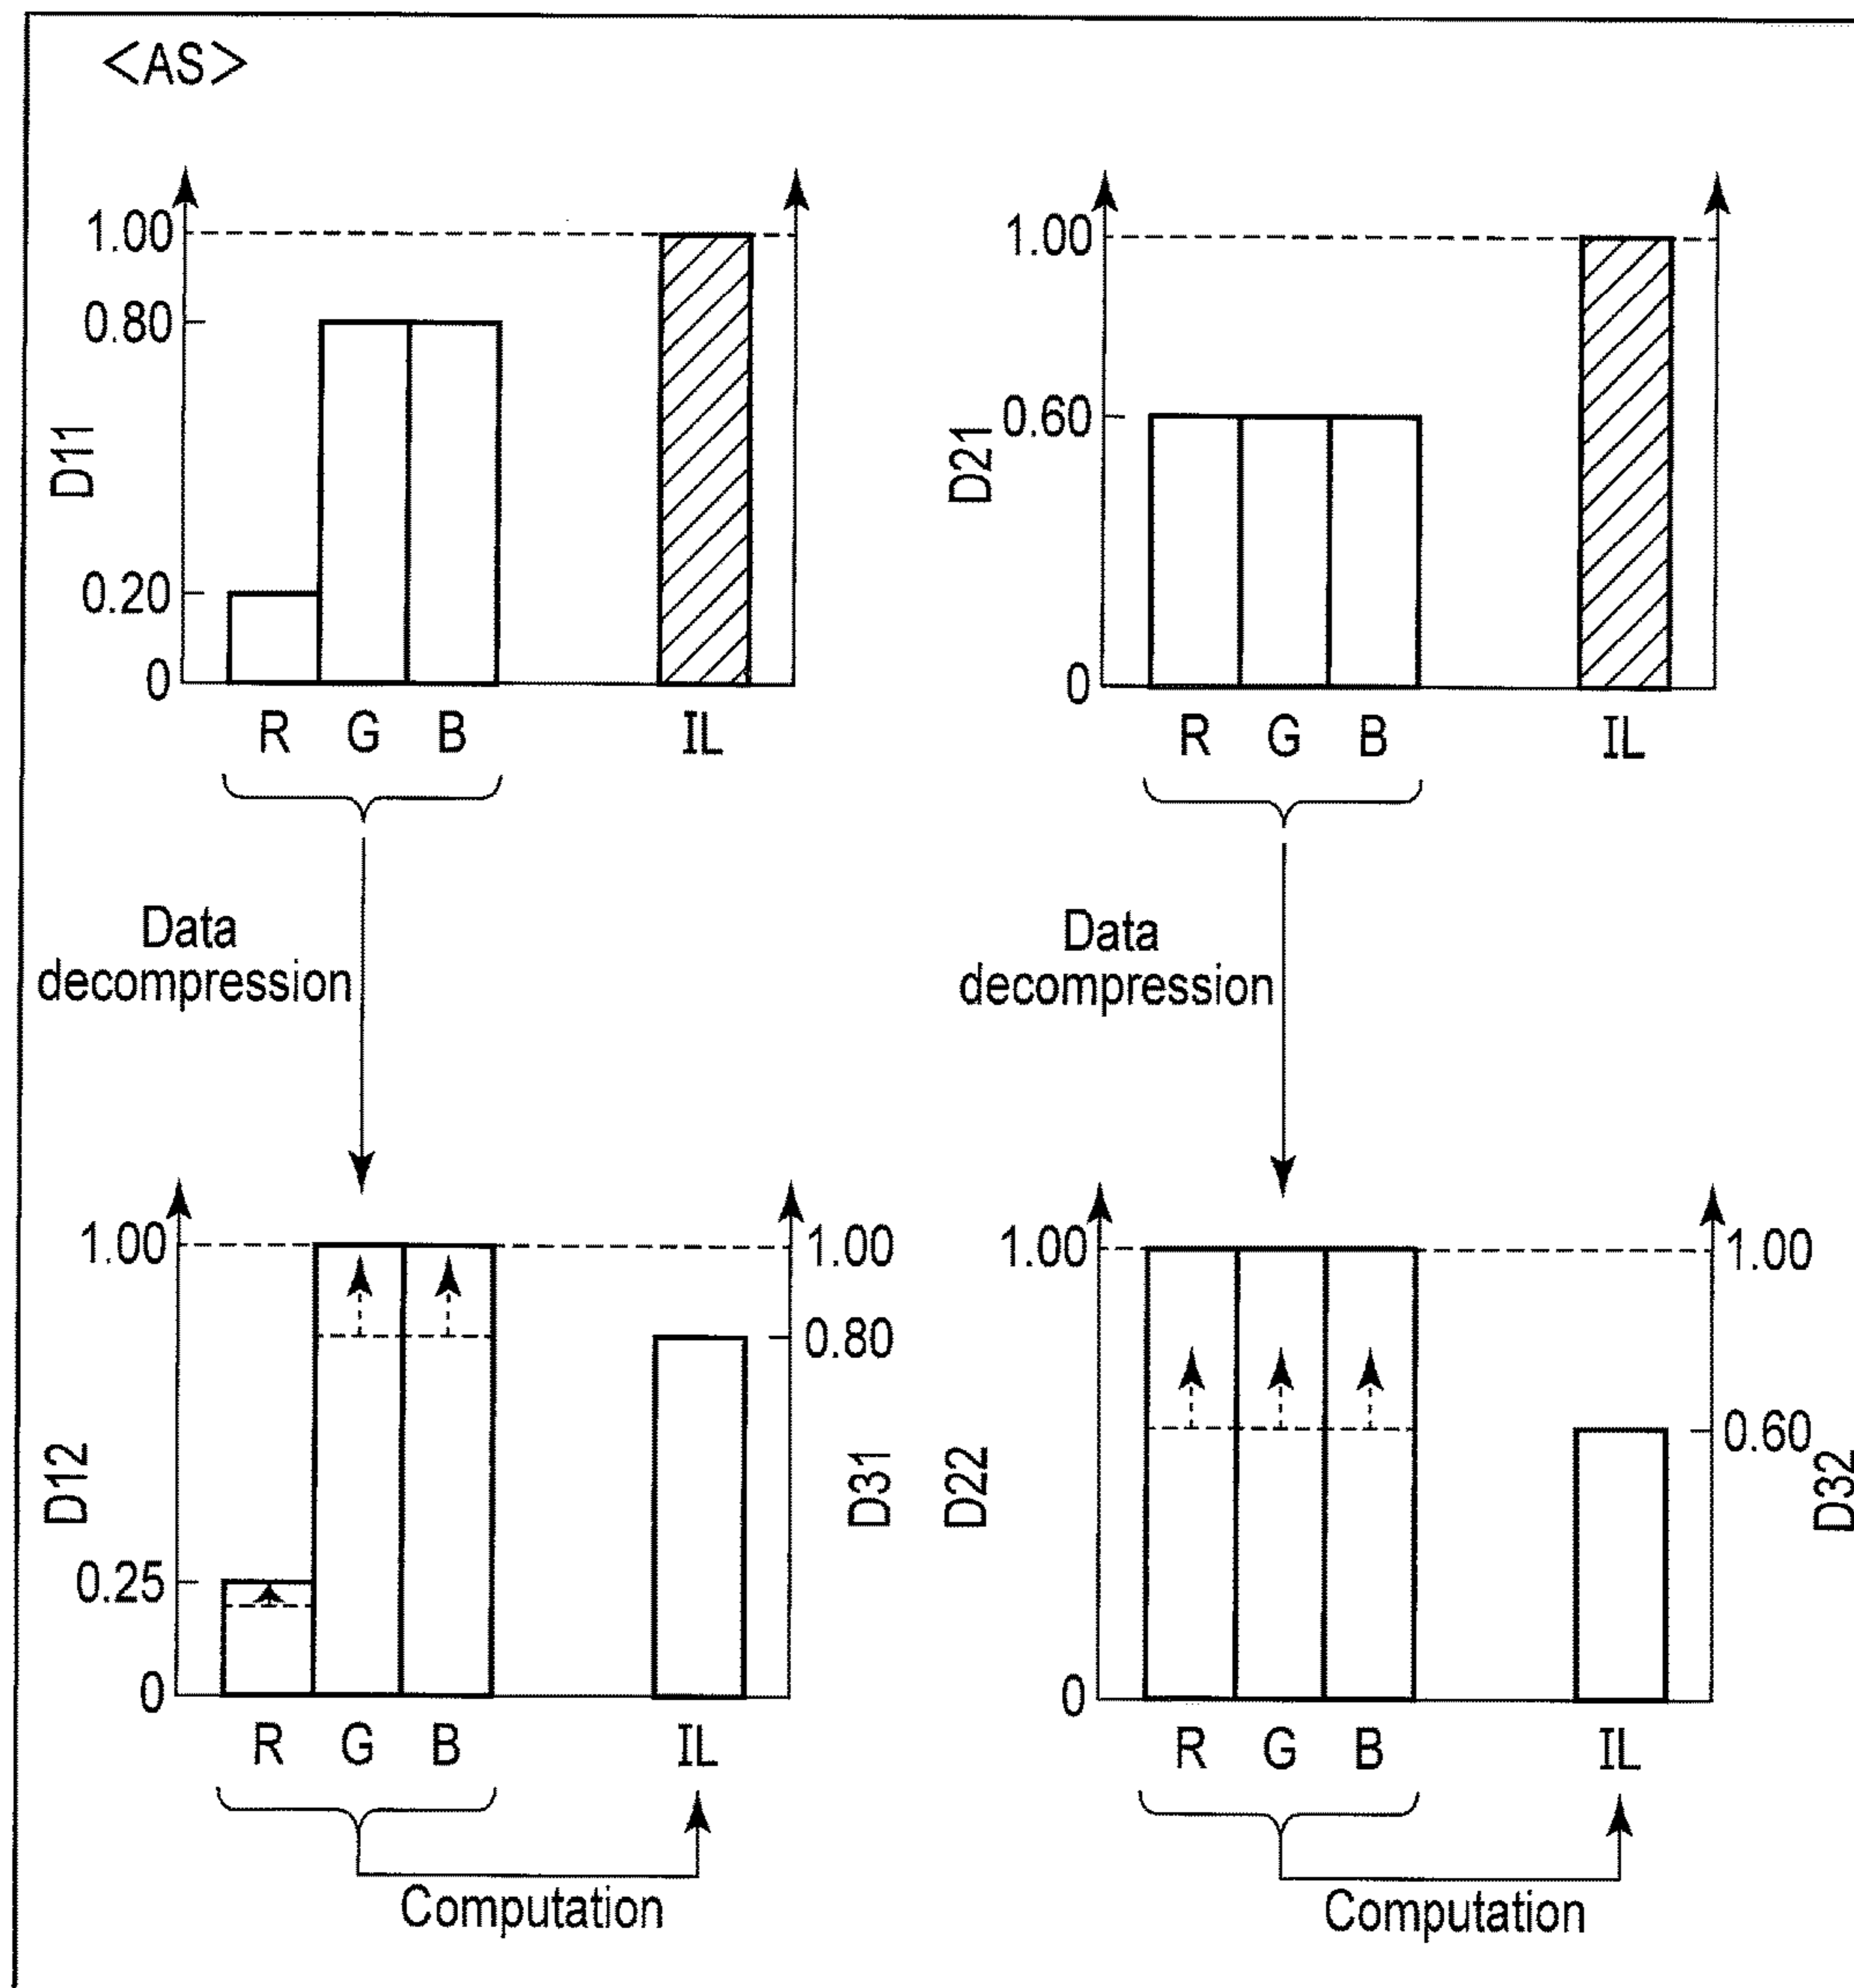 <AS>
1.00
0.80
0.20
0
D11
R G B IL
1.00
0.60
0
D21
R G B IL
Data
decompression
Data
decompression
1.00
0.25
0
D12
R G B IL
1.00
0.80
D31
Computation
1.00
0
D22
R G B IL
1.00
0.60
D32
Computation